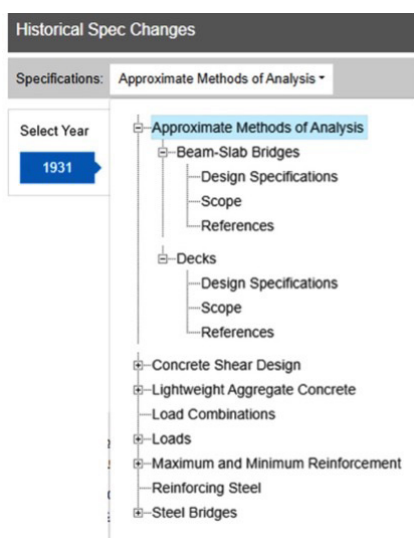 Historical Spec Changes
Specifications: Approximate Methods of Analysis
Select Year
1931
Approximate Methods of Analysis
Beam-Slab Bridges
Design Specifications
Scope
References
Decks
Design Specifications
Scope
References
Concrete Shear Design
Lightweight Aggregate Concrete
Load Combinations
Loads
Maximum and Minimum Reinforcement
Reinforcing Steel
Steel Bridges